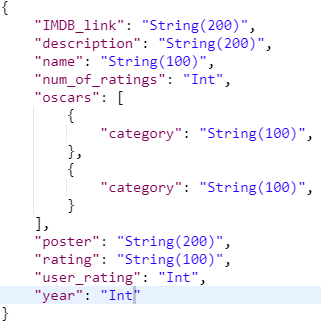 {
    "IMDB_link": "String(200)",
    "description": "String(200)",
    "name": "String(100)",
    "num_of_ratings": "Int",
    "oscars": [
        {
            "category": "String(100)",
        },
        {
            "category": "String(100)",
        }
    ],
    "poster": "String(200)",
    "rating": "String(100)",
    "user_rating": "Int",
    "year": "Int"
}